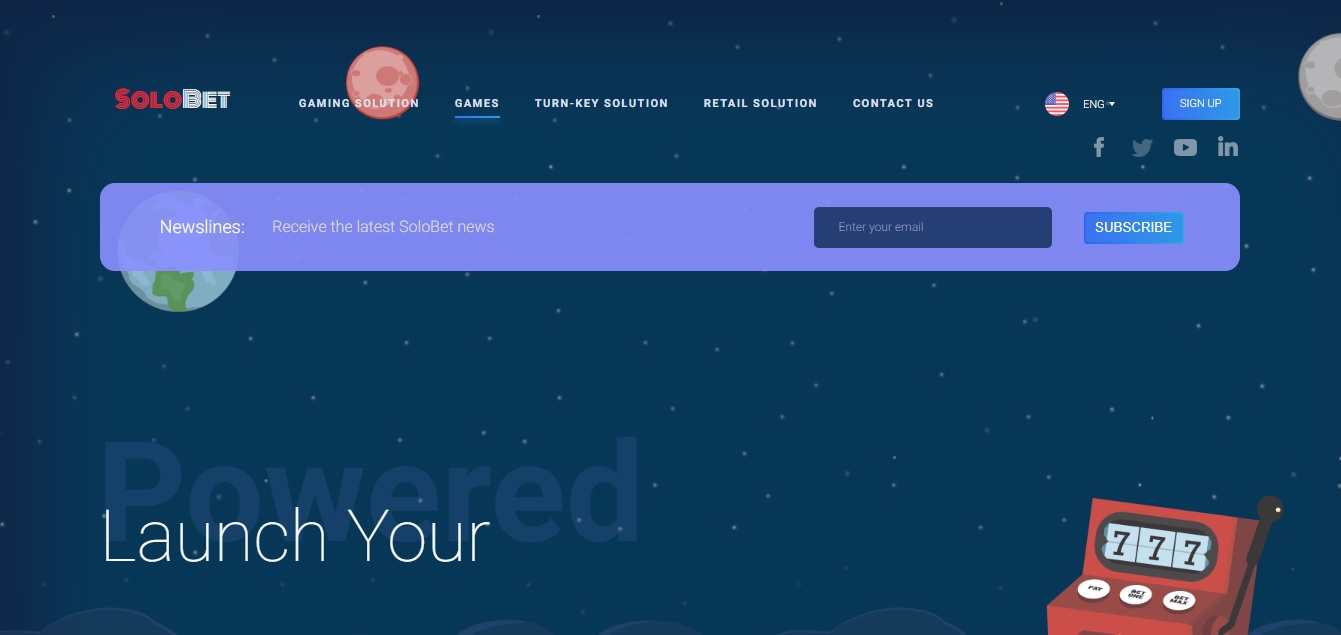 SOLOBET
GAMING SOLUTION
GAMES
TURN-KEY SOLUTION
RETAIL SOLUTION
CONTACT US
ENG
SIGN UP
Newslines:
Receive the latest SoloBet news
Enter your email
SUBSCRIBE
Powered
Launch Your
777
PAY
BET ONE
BET MAX